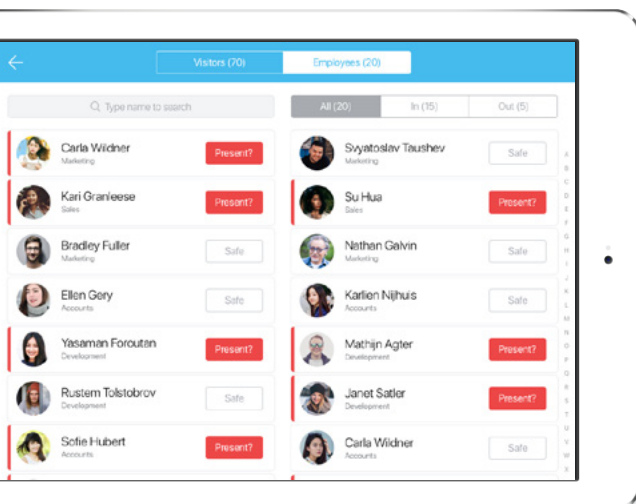 Visitors (70)
Employees (20)
Type name to search
All (20)
In (15)
Out (5)
Carla Wildner
Marketing
Present?
Kari Granleese
Sales
Present?
Bradley Fuller
Marketing
Safe
Ellen Gery
Accounts
Safe
Yasaman Foroutan
Development
Present?
Rustem Tolstobrov
Development
Safe
Sofie Hubert
Accounts
Present?
Svyatoslav Taushev
Marketing
Safe
Su Hua
Sales
Present?
Nathan Galvin
Marketing
Safe
Karlien Nijhuis
Accounts
Safe
Mathijn Agter
Development
Present?
Janet Satler
Development
Present?
Carla Wildner
Accounts
Safe
A
B
C
D
E
F
G
H
I
J
K
L
M
N
O
P
Q
R
S
T
U
V
W
X